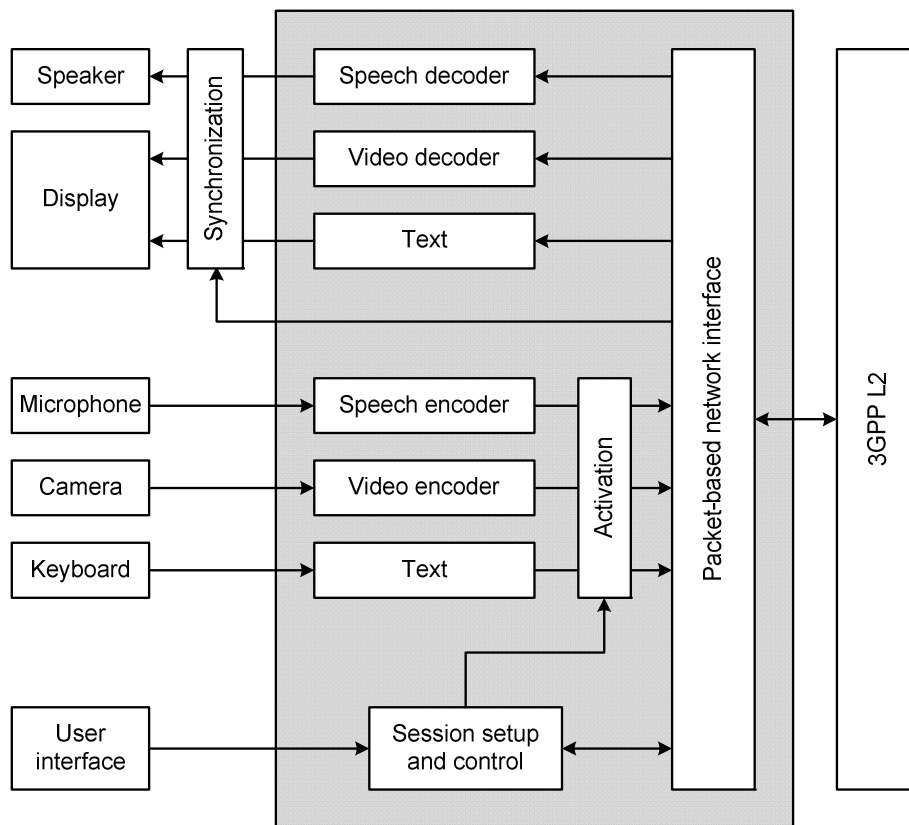 Speaker
Display
Synchronization
Speech decoder
Video decoder
Text
Microphone
Camera
Keyboard
Speech encoder
Video encoder
Text
Activation
Packet-based network interface
3GPP L2
User
interface
Session setup
and control